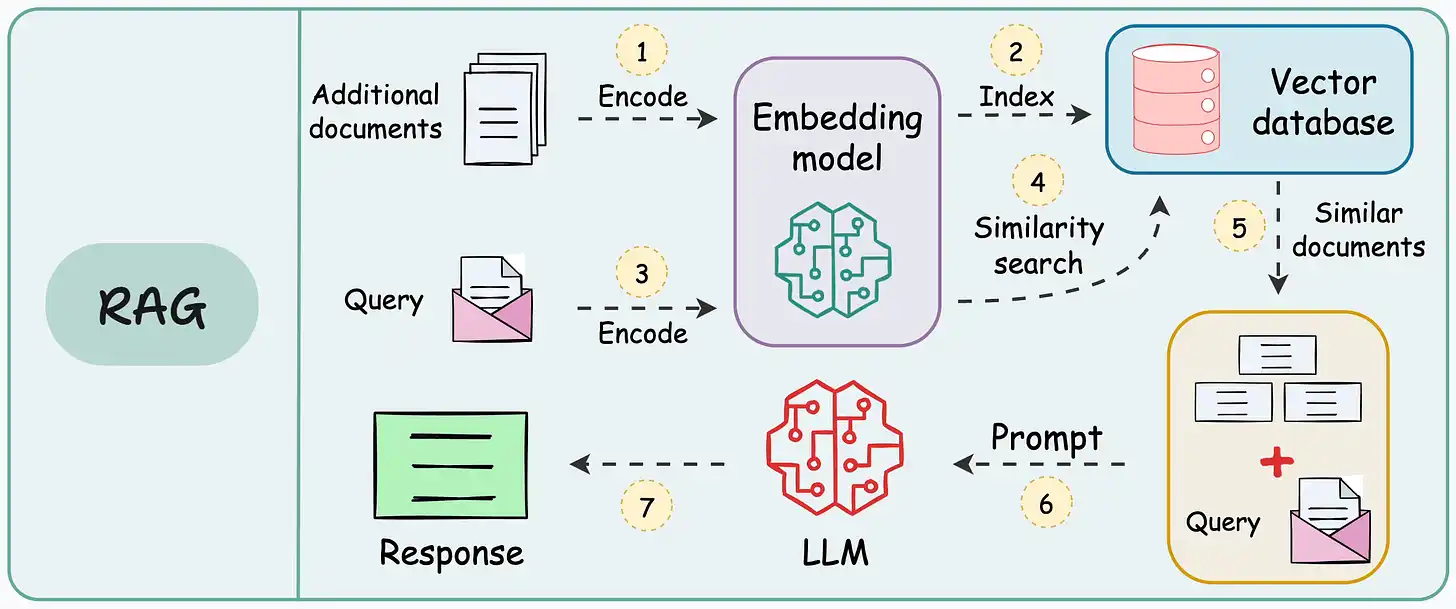 RAG
Additional
documents
1
Encode
Embedding
model
2
Index
Vector
database
Query
3
Encode
4
Similarity
search
5
Similar
documents
Query
Prompt
6
LLM
7
Response